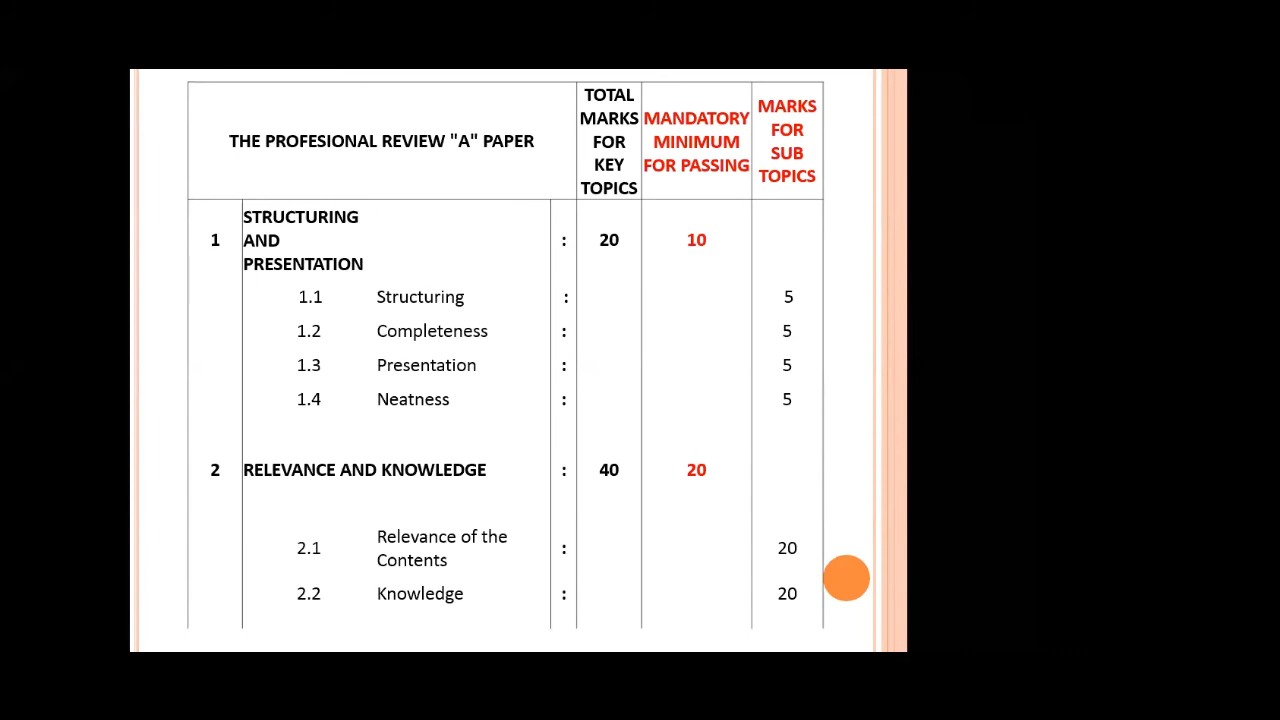 THE PROFESIONAL REVIEW "A" PAPER
TOTAL
MARKS
FOR
KEY
TOPICS
MANDATORY
MINIMUM
FOR PASSING
MARKS
FOR
SUB
TOPICS
1 STRUCTURING
AND
PRESENTATION : 20 10
1.1 Structuring : 5
1.2 Completeness : 5
1.3 Presentation : 5
1.4 Neatness : 5
2 RELEVANCE AND KNOWLEDGE : 40 20
2.1 Relevance of the
Contents : 20
2.2 Knowledge : 20